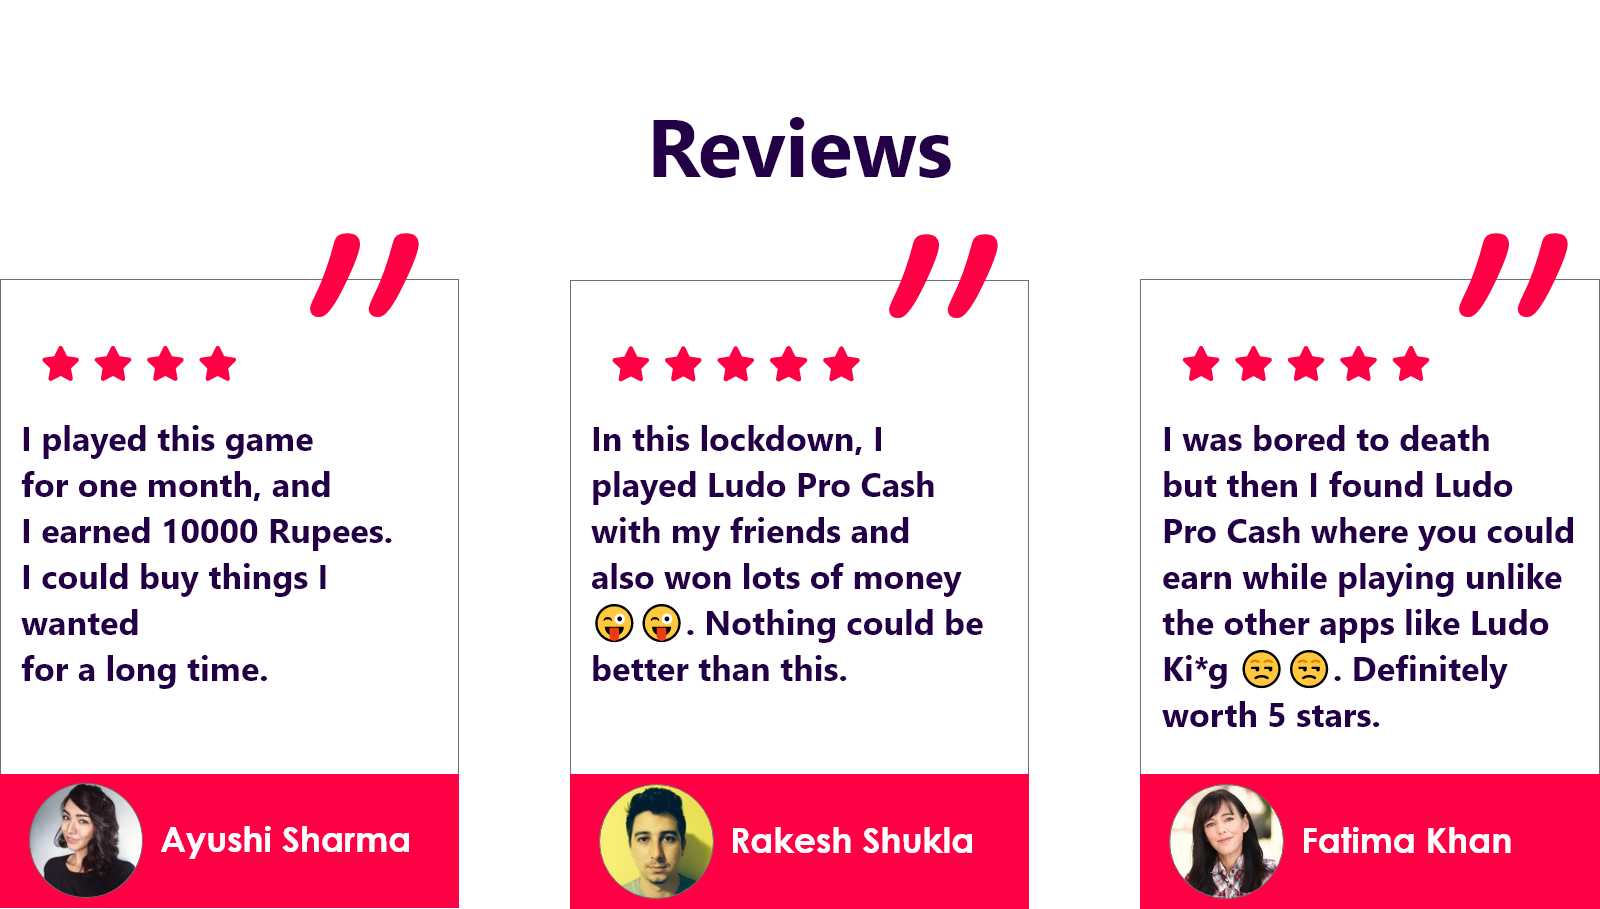 Reviews
I played this game
for one month, and
I earned 10000 Rupees.
I could buy things I
wanted
for a long time.
Ayushi Sharma
In this lockdown, I
played Ludo Pro Cash
with my friends and
also won lots of money
😜😜. Nothing could be
better than this.
Rakesh Shukla
I was bored to death
but then I found Ludo
Pro Cash where you could
earn while playing unlike
the other apps like Ludo
Ki*g 😒😒. Definitely
worth 5 stars.
Fatima Khan